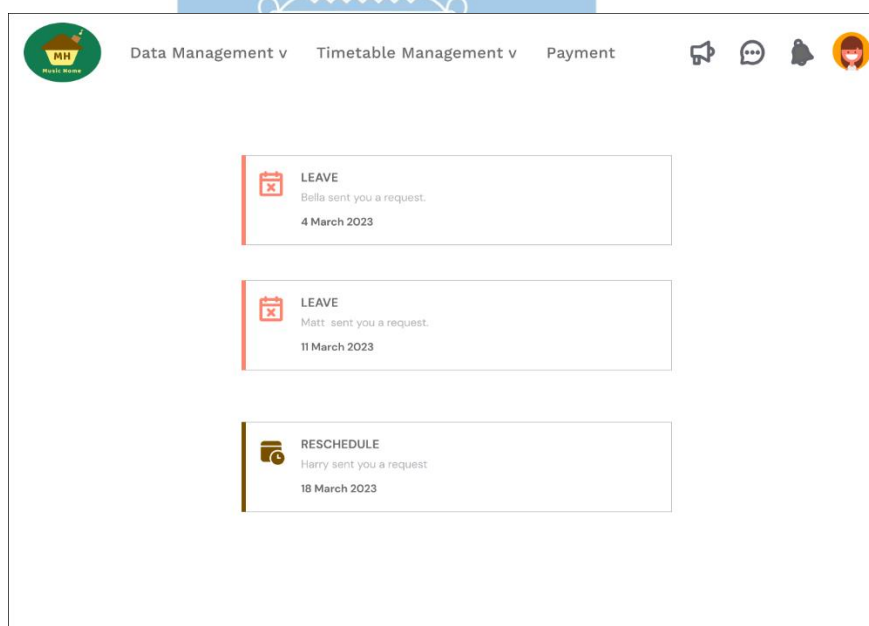 MH
Music Home
Data Management v Timetable Management v Payment
LEAVE
Bella sent you a request.
4 March 2023
LEAVE
Matt sent you a request.
11 March 2023
RESCHEDULE
Harry sent you a request
18 March 2023